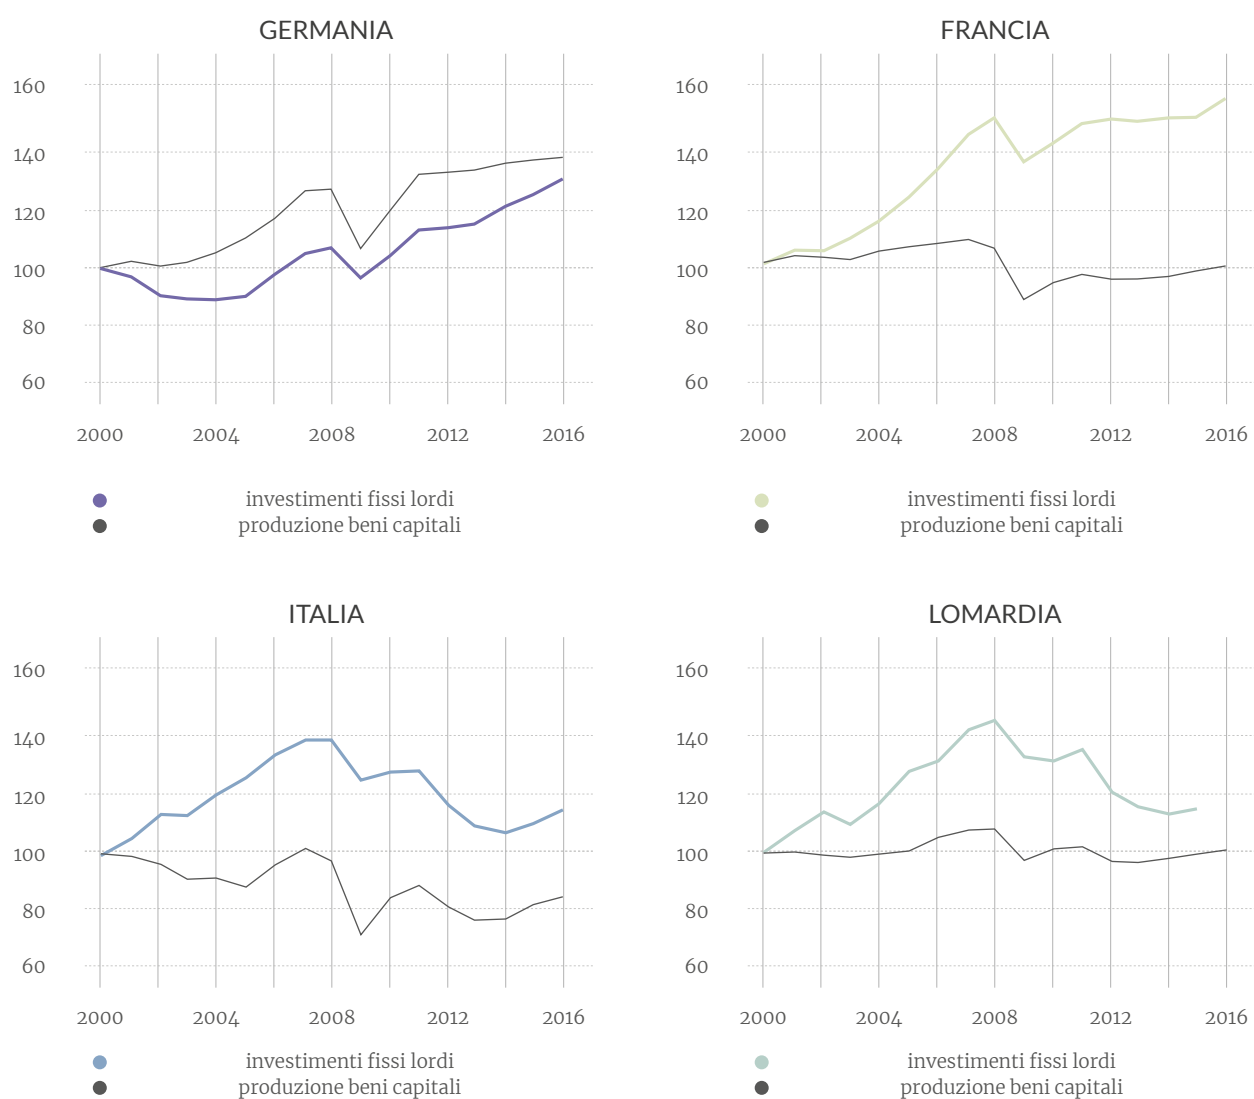 GERMANIA
160
140
120
100
80
60
2000 2004 2008 2012 2016
investimenti fissi lordi
produzione beni capitali
FRANCIA
160
140
120
100
80
60
2000 2004 2008 2012 2016
investimenti fissi lordi
produzione beni capitali
ITALIA
160
140
120
100
80
60
2000 2004 2008 2012 2016
investimenti fissi lordi
produzione beni capitali
LOMARDIA
160
140
120
100
80
60
2000 2004 2008 2012 2016
investimenti fissi lordi
produzione beni capitali